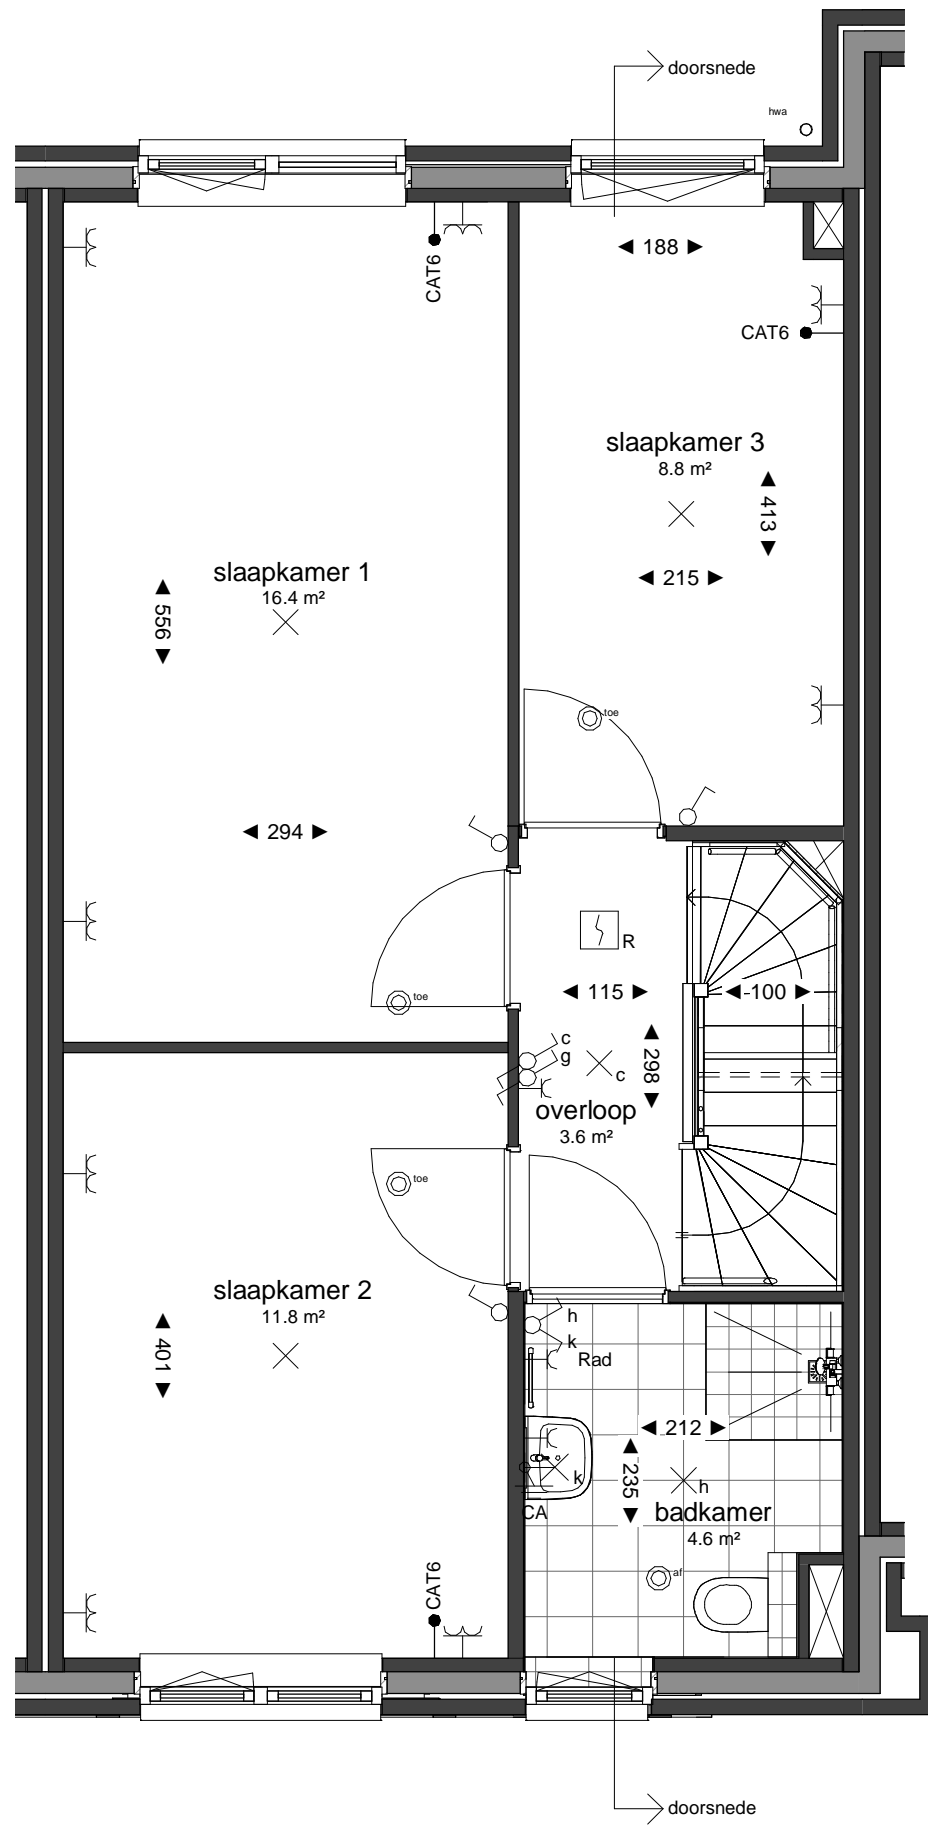 doorsnede
hwa
◄ 188 ►
CAT6
CAT6
slaapkamer 3
8.8 m²
◄ 413 ►
◄ 215 ►
slaapkamer 1
16.4 m²
◄ 556 ►
toe
◄ 294 ►
R
toe
◄ 115 ►
◄ 100 ►
c
g
◄ 298 ►
c
overloop
3.6 m²
toe
slaapkamer 2
11.8 m²
◄ 401 ►
h
k
Rad
◄ 212 ►
◄ 235 ►
k
h
CA
badkamer
4.6 m²
af
CAT6
doorsnede